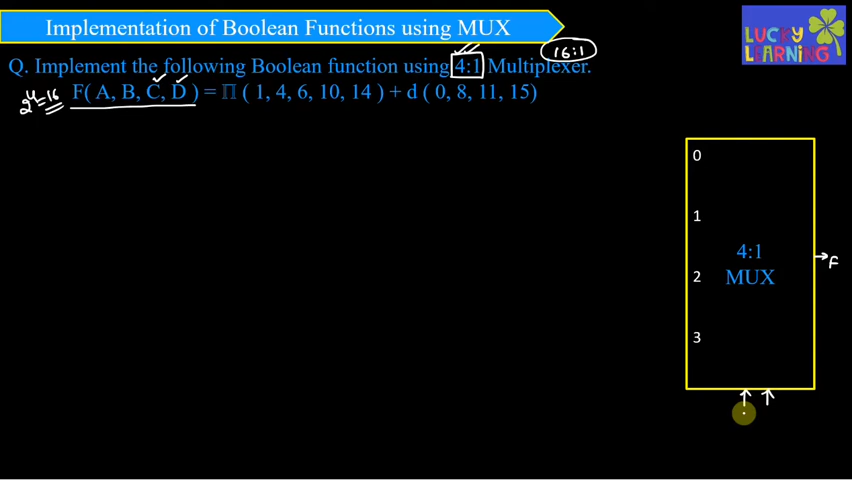 Implementation of Boolean Functions using MUX
LUCKY
LEARNING
16:1
Q. Implement the following Boolean function using 4:1 Multiplexer.
2⁴=16 F( A, B, C, D ) = Π ( 1, 4, 6, 10, 14 ) + d ( 0, 8, 11, 15)
0
1
4:1
F
MUX
2
3